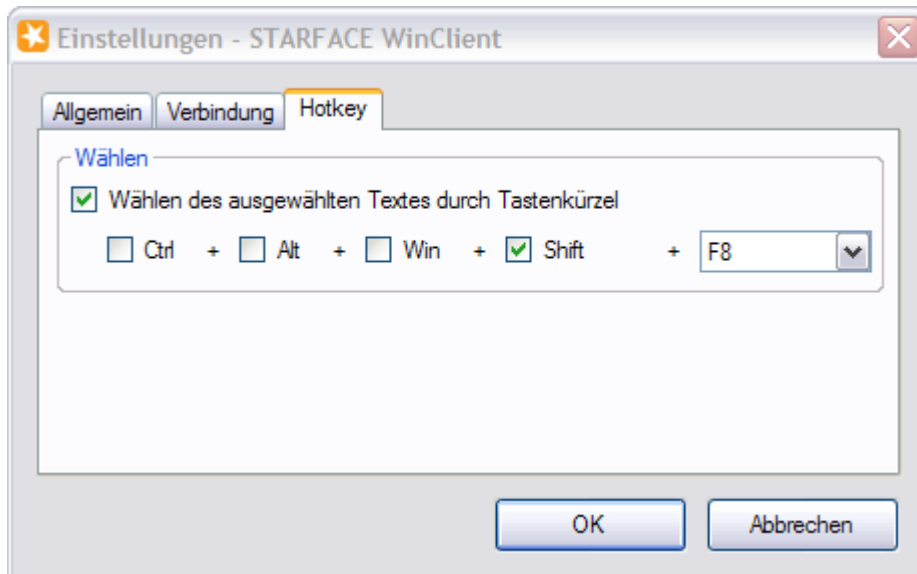 Einstellungen - STARFACE WinClient
Allgemein Verbindung Hotkey
Wählen
Wählen des ausgewählten Textes durch Tastenkürzel
Ctrl + Alt + Win + Shift + F8
OK Abbrechen